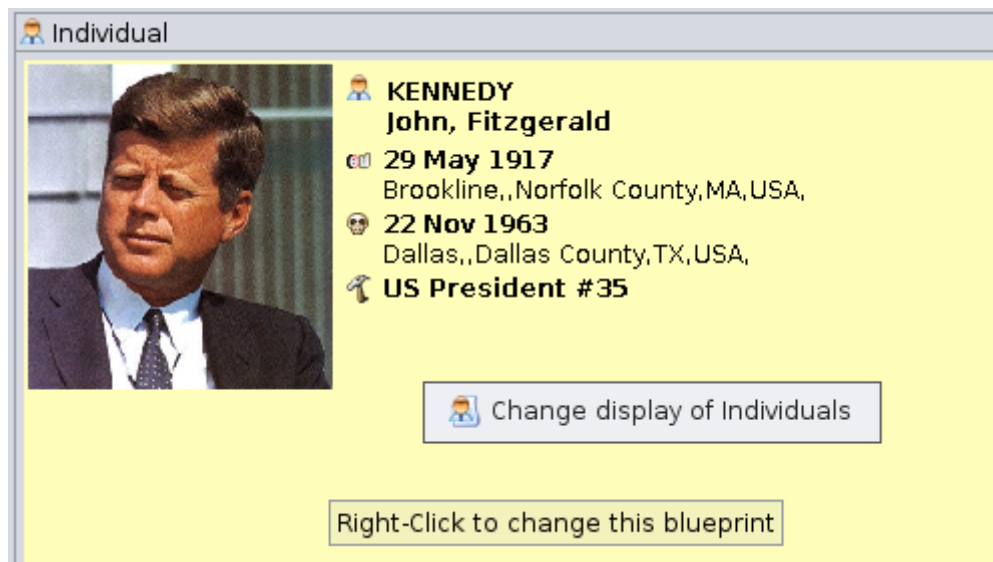 Individual
KENNEDY
John, Fitzgerald
29 May 1917
Brookline,,Norfolk County,MA,USA,
22 Nov 1963
Dallas,,Dallas County,TX,USA,
US President #35
Change display of Individuals
Right-Click to change this blueprint